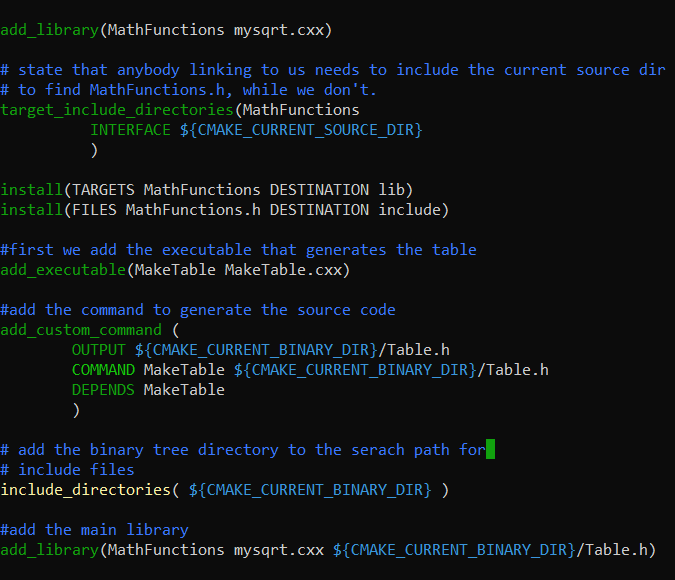 add_library(MathFunctions mysqrt.cxx)
# state that anybody linking to us needs to include the current source dir
# to find MathFunctions.h, while we don't.
target_include_directories(MathFunctions
INTERFACE ${CMAKE_CURRENT_SOURCE_DIR}
)
install(TARGETS MathFunctions DESTINATION lib)
install(FILES MathFunctions.h DESTINATION include)
#first we add the executable that generates the table
add_executable(MakeTable MakeTable.cxx)
#add the command to generate the source code
add_custom_command (
OUTPUT ${CMAKE_CURRENT_BINARY_DIR}/Table.h
COMMAND MakeTable ${CMAKE_CURRENT_BINARY_DIR}/Table.h
DEPENDS MakeTable
)
# add the binary tree directory to the serach path for
# include files
include_directories( ${CMAKE_CURRENT_BINARY_DIR} )
#add the main library
add_library(MathFunctions mysqrt.cxx ${CMAKE_CURRENT_BINARY_DIR}/Table.h)